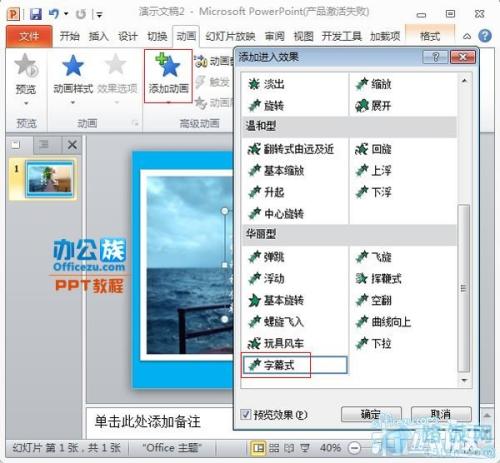 演示文稿2 - Microsoft PowerPoint(产品激活失败)
文件 开始 插入 设计 切换 动画 幻灯片放映 审阅 视图 开发工具 加载项 格式
预览 动画样式 效果选项 添加动画
触发
预览 动画 高级动画
添加进入效果
淡出 缩放
旋转 展开
温和型
翻转式由远及近 回旋
基本缩放 上浮
升起 下浮
中心旋转
华丽型
弹跳 飞旋
浮动 挥鞭式
基本旋转 空翻
螺旋飞入 曲线向上
玩具风车 下拉
字幕式
预览效果(P) 确定 取消
1
办公族
Officezu.com
PPT教程
单击此处添加备注
幻灯片 第 1 张，共 1 张 "Office 主题" 40%